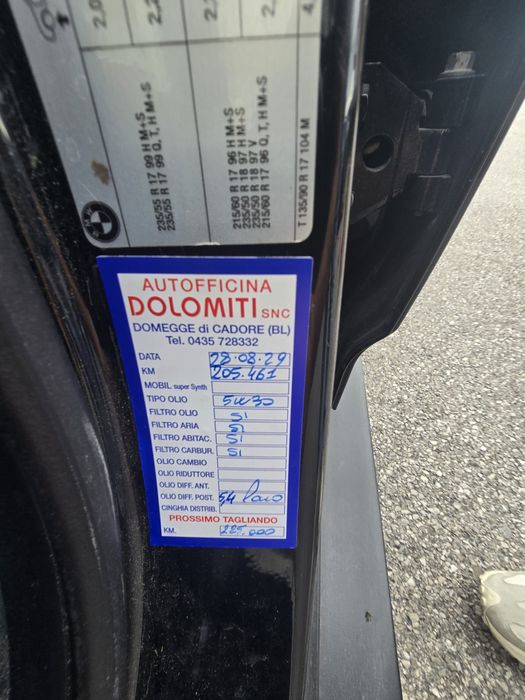 235/55 R 17 99 H M+S
235/55 R 17 99 Q, T, H M+S
215/60 R 17 96 H M+S
235/50 R 18 97 H M+S
235/50 R 18 97 V
215/60 R 17 96 Q, T, H M+S
T 135/90 R 17 104 M
AUTOFFICINA
DOLOMITI SNC
DOMEGGE di CADORE (BL)
Tel. 0435 728332
DATA 28.08.24
KM 205.461
MOBIL super Synth
TIPO OLIO 5W30
FILTRO OLIO SI
FILTRO ARIA SI
FILTRO ABITAC. SI
FILTRO CARBUR. SI
OLIO CAMBIO
OLIO RIDUTTORE
OLIO DIFF. ANT.
OLIO DIFF. POST.
CINGHIA DISTRIB.
PROSSIMO TAGLIANDO
KM. 225.000